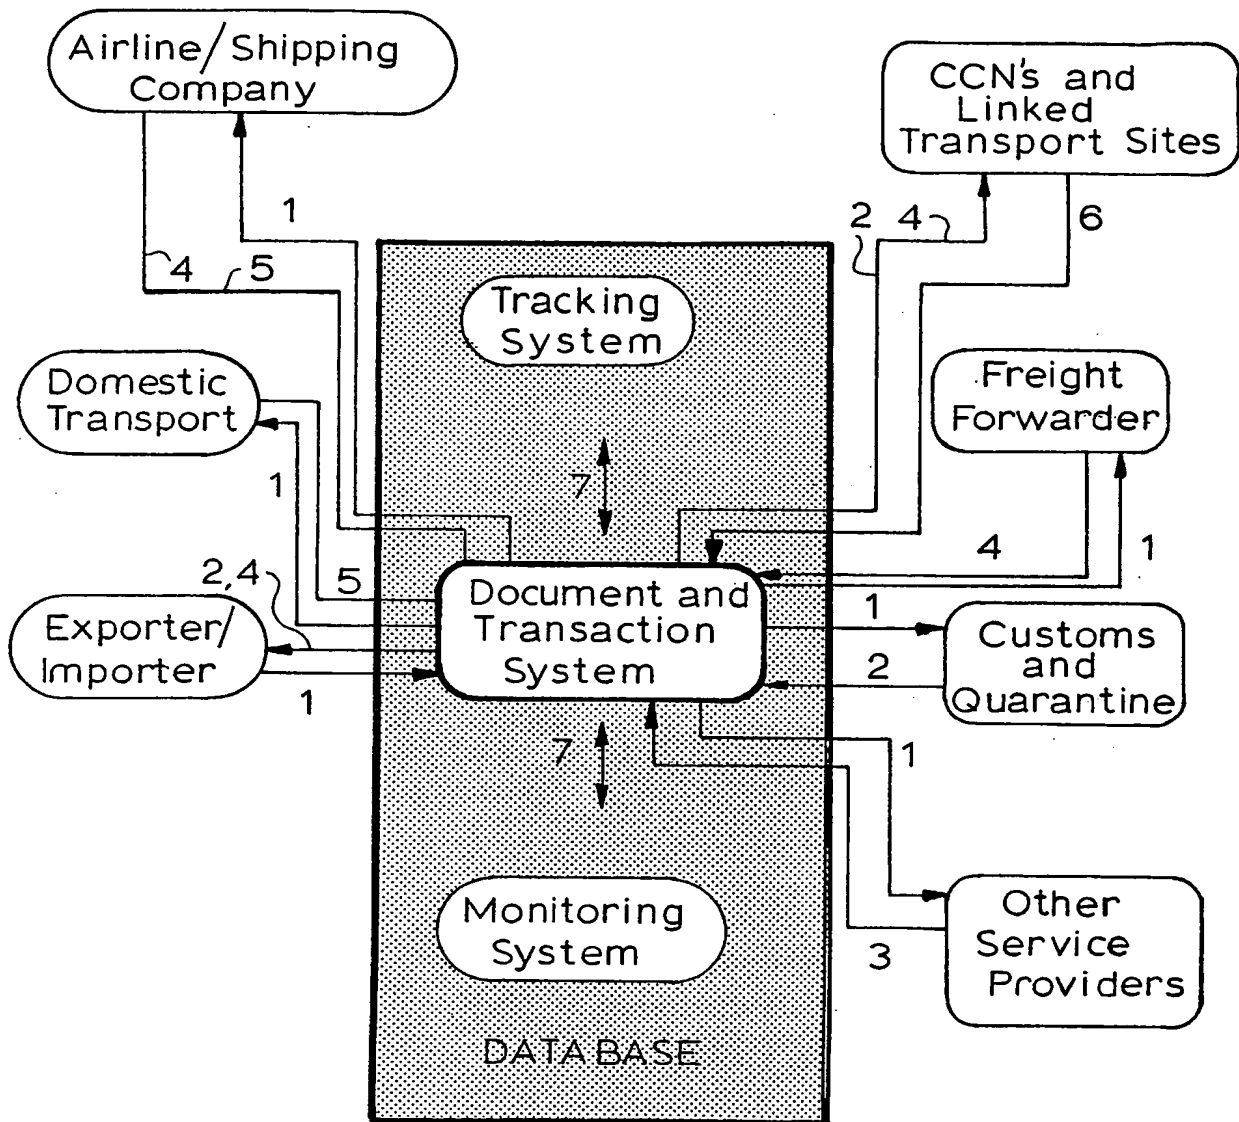 Airline/Shipping
Company
CCN's and
Linked
Transport Sites
1
2
4
6
4
5
Tracking
System
Domestic
Transport
Freight
Forwarder
1
7
4
1
2,4
5
Document and
Transaction
System
1
Exporter/
Importer
Customs
and
Quarantine
2
1
7
1
Monitoring
System
Other
Service
Providers
3
DATABASE